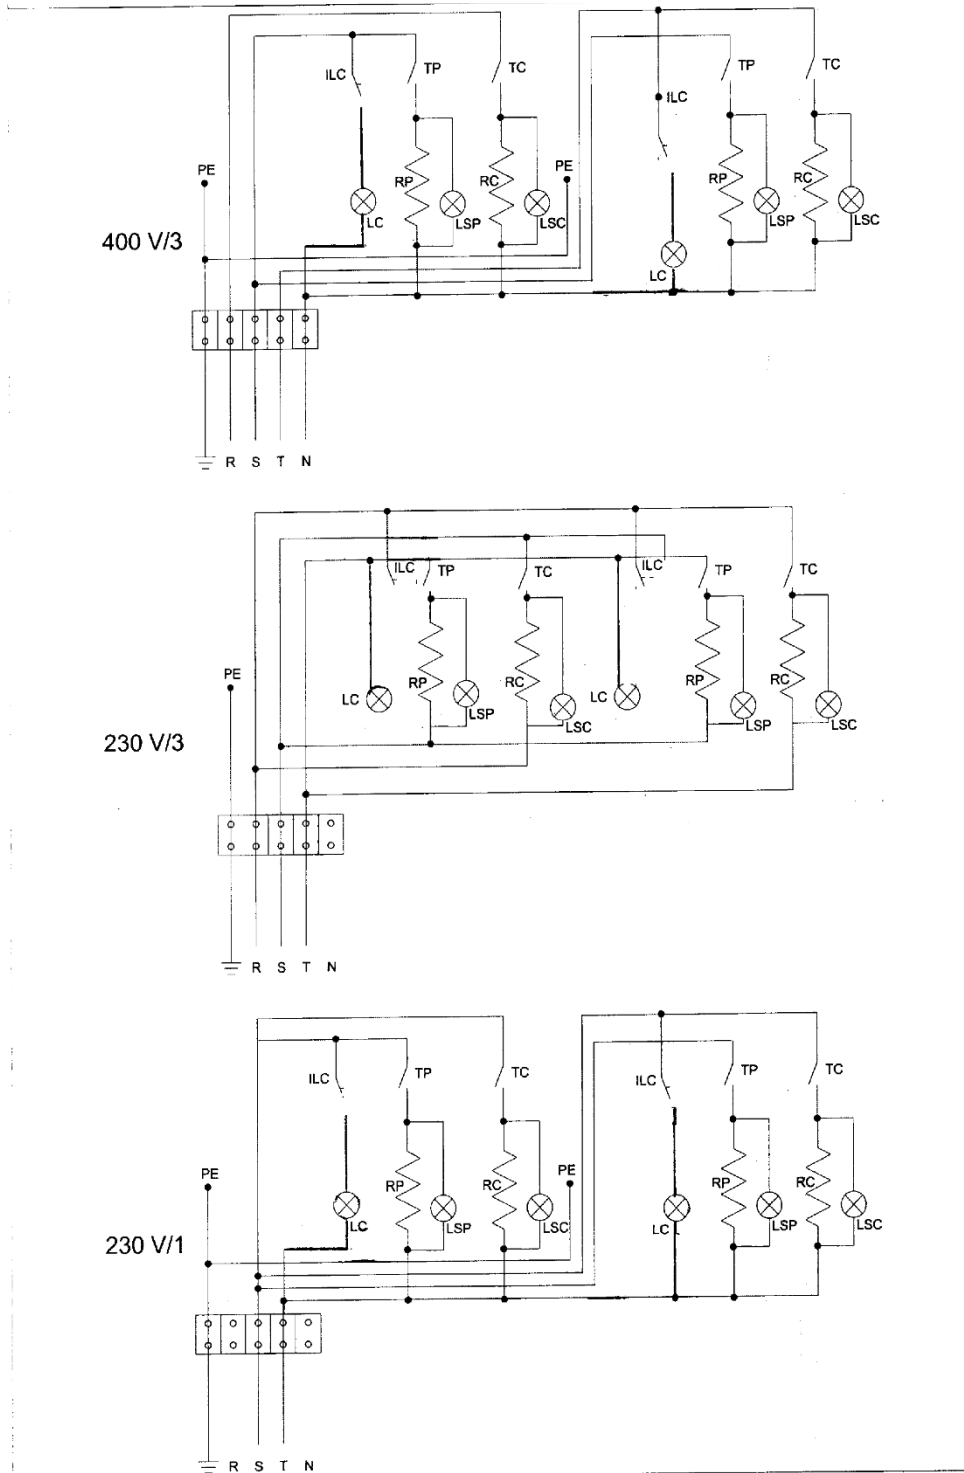 ILC TP TC ILC TP TC
PE RP RC PE RP RC
LSP LSC LSP LSC
400 V/3 LC LC
R S T N
ILC TP TC ILC TP TC
PE RP RC RP RC
LC LSP LSC LC LSP LSC
230 V/3
R S T N
ILC TP TC ILC TP TC
PE RP RC PE RP RC
LC LSP LSC LC LSP LSC
230 V/1
R S T N